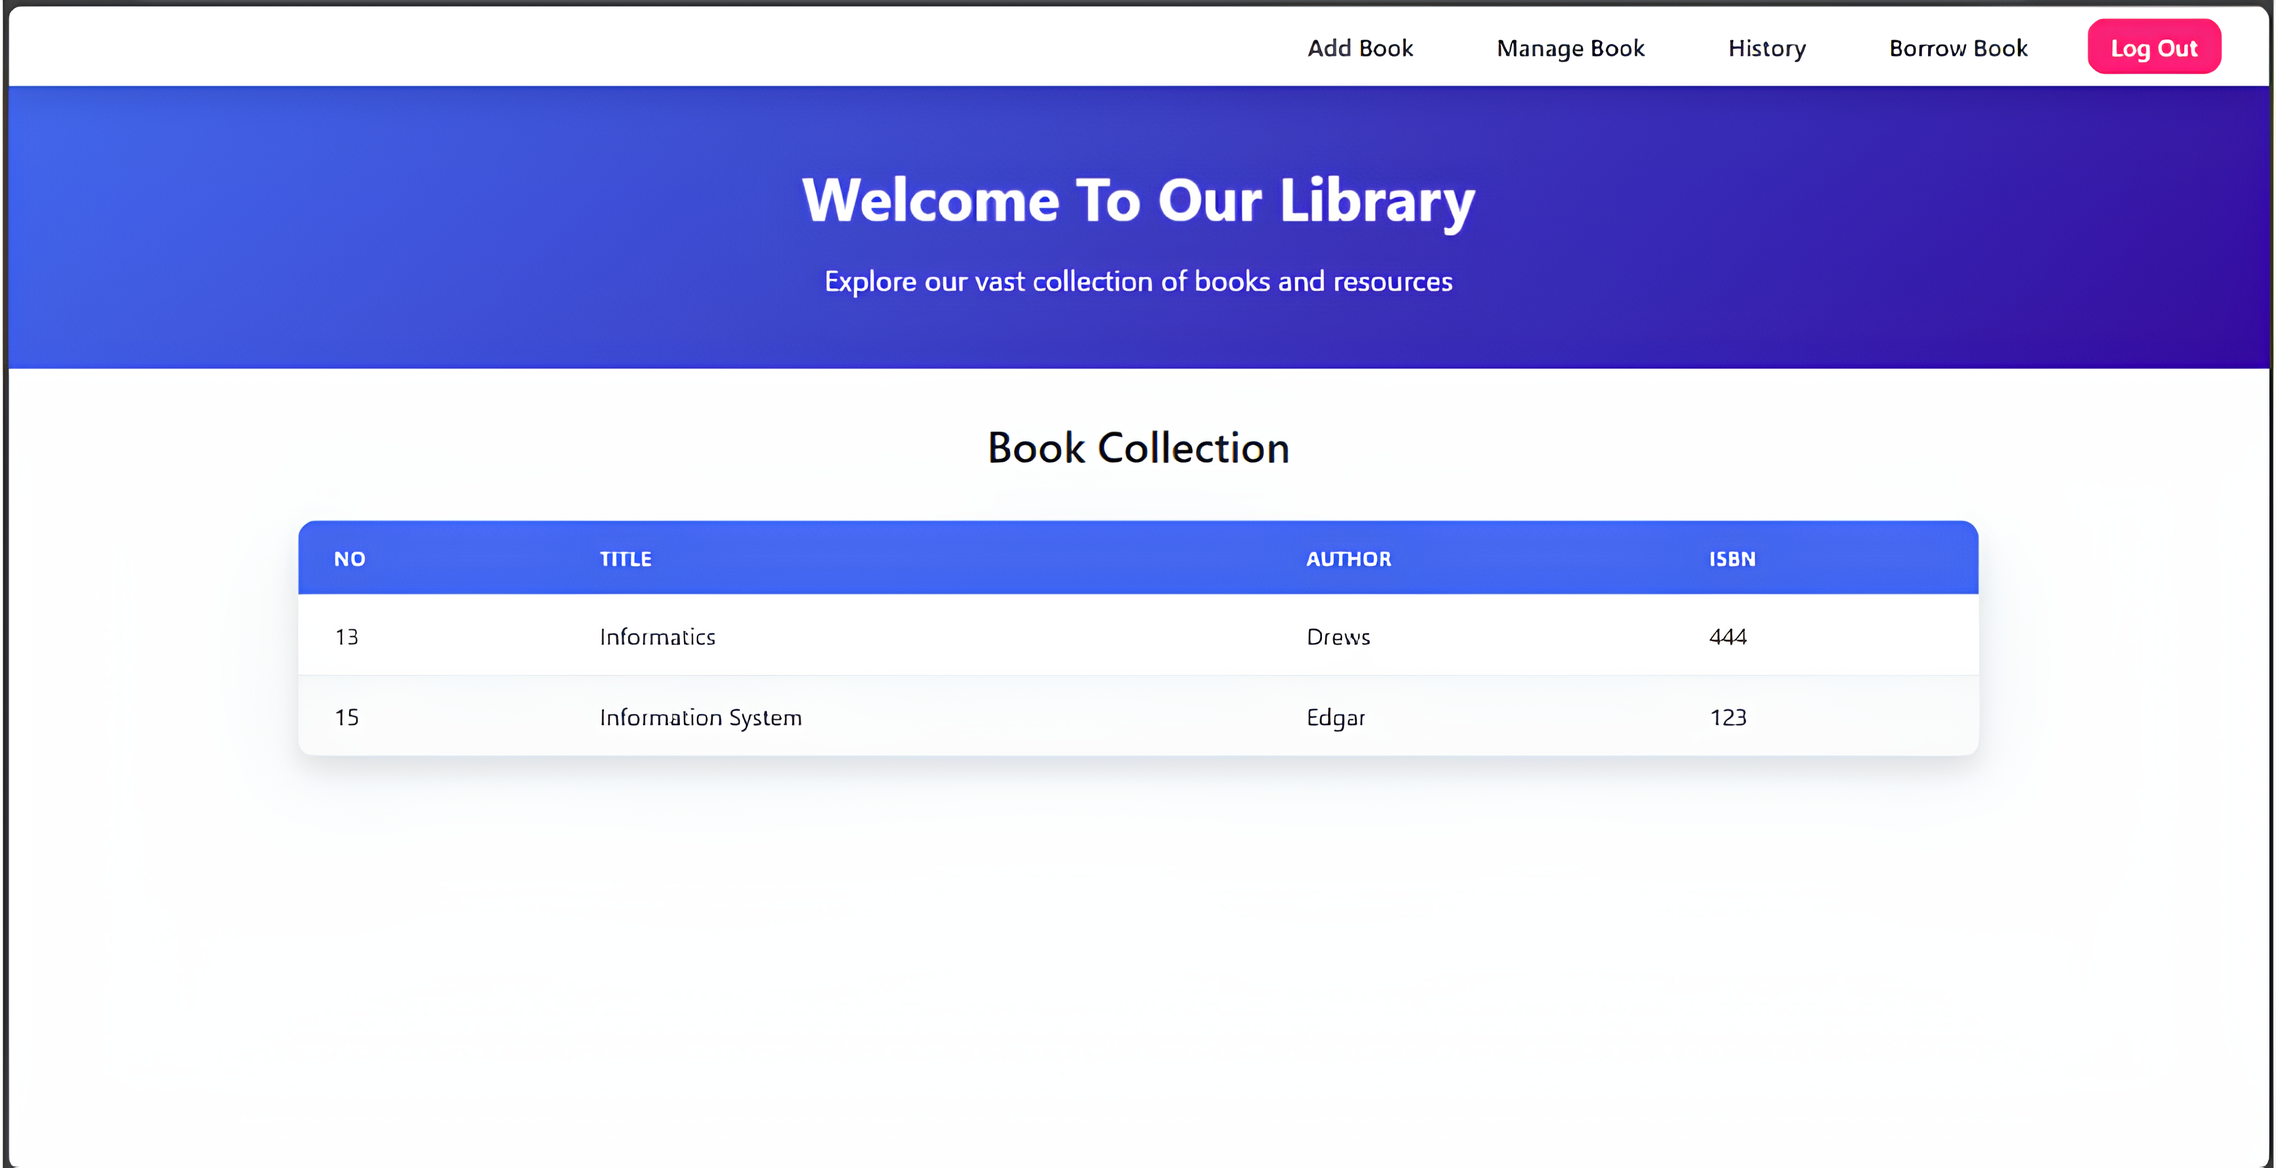 Add Book Manage Book History Borrow Book Log Out
Welcome To Our Library
Explore our vast collection of books and resources
Book Collection
NO TITLE AUTHOR ISBN
13 Informatics Drews 444
15 Information System Edgar 123